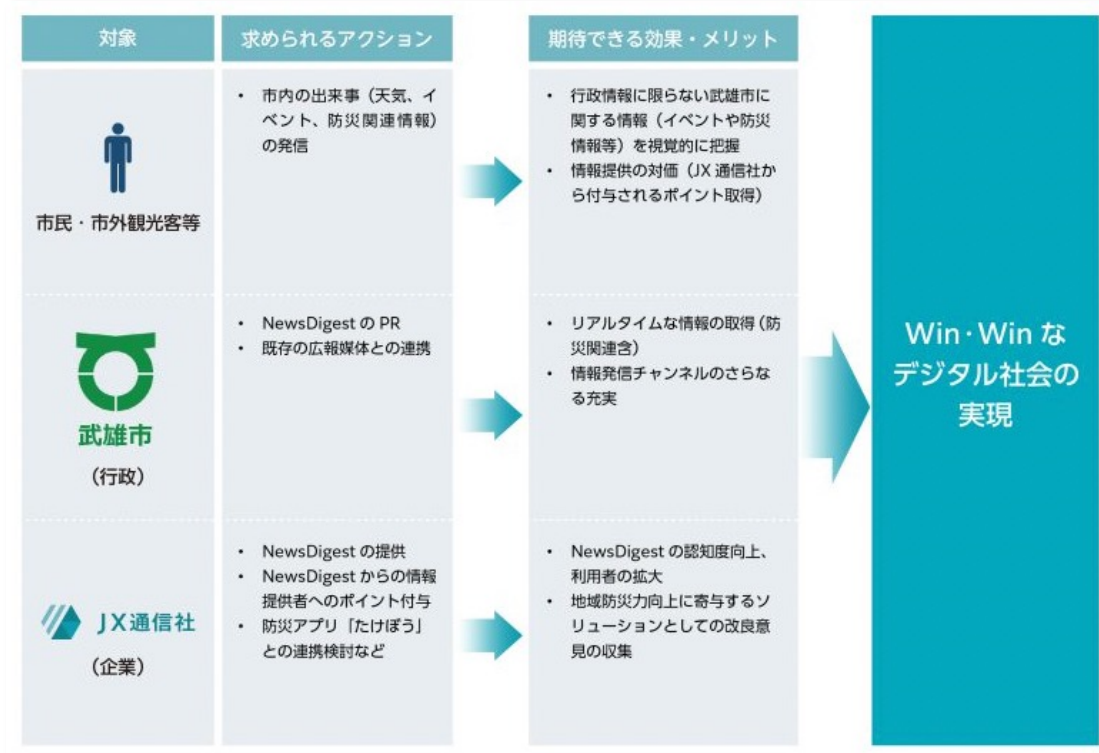 対象
求められるアクション
期待できる効果・メリット
市民・市外観光客等
• 市内の出来事（天気、イ
ベント、防災関連情報）
の発信
• 行政情報に限らない武雄市に
関する情報（イベントや防災
情報等）を視覚的に把握
• 情報提供の対価（JX 通信社か
ら付与されるポイント取得）
武雄市
（行政）
• NewsDigest の PR
• 既存の広報媒体との連携
• リアルタイムな情報の取得（防
災関連含）
• 情報発信チャンネルのさらな
る充実
JX通信社
（企業）
• NewsDigest の提供
• NewsDigest からの情報
提供者へのポイント付与
• 防災アプリ「たけぼう」
との連携検討など
• NewsDigest の認知度向上、
利用者の拡大
• 地域防災力向上に寄与するソ
リューションとしての改良意
見の収集
Win・Win な
デジタル社会の
実現